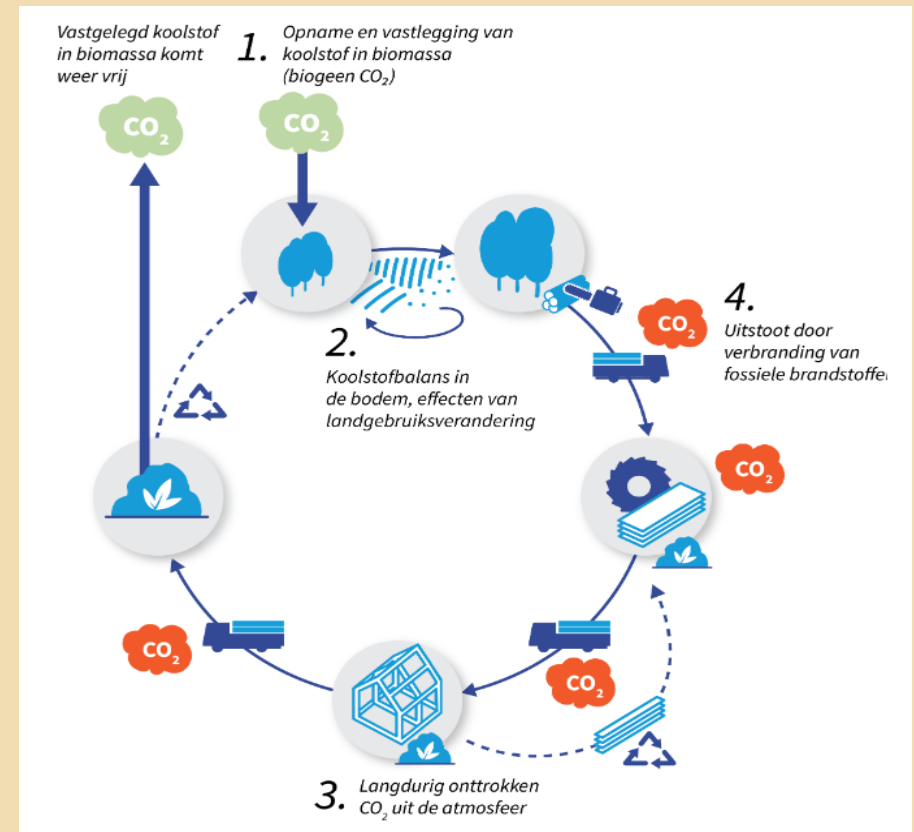 Vastgelegd koolstof
in biomassa komt
weer vrij
1.
Opname en vastlegging van
koolstof in biomassa
(biogeen CO₂)
CO₂
CO₂
2.
Koolstofbalans in
de bodem, effecten van
landgebruiksverandering
4.
Uitstoot door
verbranding van
fossiele brandstoffe
CO₂
CO₂
CO₂
CO₂
3.
Langdurig onttrokken
CO₂ uit de atmosfeer